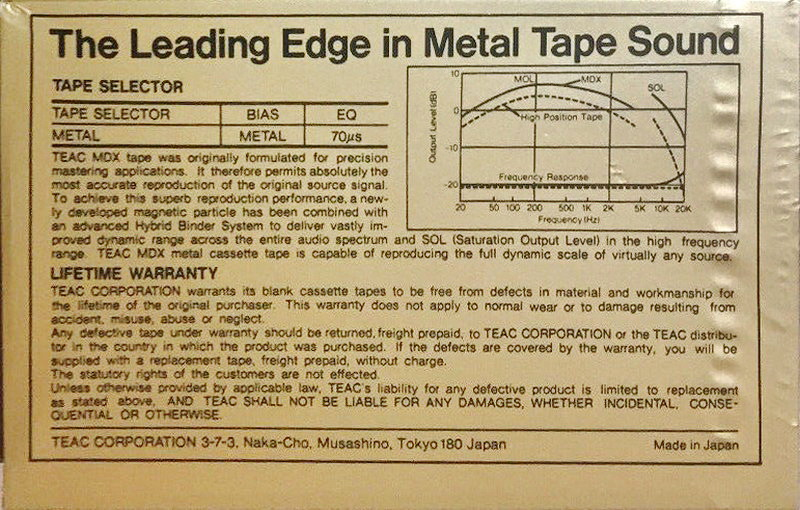 The Leading Edge in Metal Tape Sound
TAPE SELECTOR
TAPE SELECTOR BIAS EQ
METAL METAL 70μs
TEAC MDX tape was originally formulated for precision
mastering applications. It therefore permits absolutely the
most accurate reproduction of the original source signal.
To achieve this superb reproduction performance, a new-
ly developed magnetic particle has been combined with
an advanced Hybrid Binder System to deliver vastly im-
proved dynamic range across the entire audio spectrum and SOL (Saturation Output Level) in the high frequency
range. TEAC MDX metal cassette tape is capable of reproducing the full dynamic scale of virtually any source.
Output Level (dB)
10
0
-10
-20
MOL
MDX
SOL
High Position Tape
Frequency Response
20 50 100 200 500 1K 2K 5K 10K 20K
Frequency (Hz)
LIFETIME WARRANTY
TEAC CORPORATION warrants its blank cassette tapes to be free from defects in material and workmanship for
the lifetime of the original purchaser. This warranty does not apply to normal wear or to damage resulting from
accident, misuse, abuse or neglect.
Any defective tape under warranty should be returned, freight prepaid, to TEAC CORPORATION or the TEAC distribu-
tor in the country in which the product was purchased. If the defects are covered by the warranty, you will be
supplied with a replacement tape, freight prepaid, without charge.
The statutory rights of the customers are not effected.
Unless otherwise provided by applicable law, TEAC's liability for any defective product is limited to replacement
as stated above, AND TEAC SHALL NOT BE LIABLE FOR ANY DAMAGES, WHETHER INCIDENTAL, CONSE-
QUENTIAL OR OTHERWISE.
TEAC CORPORATION 3-7-3, Naka-Cho, Musashino, Tokyo 180 Japan Made in Japan